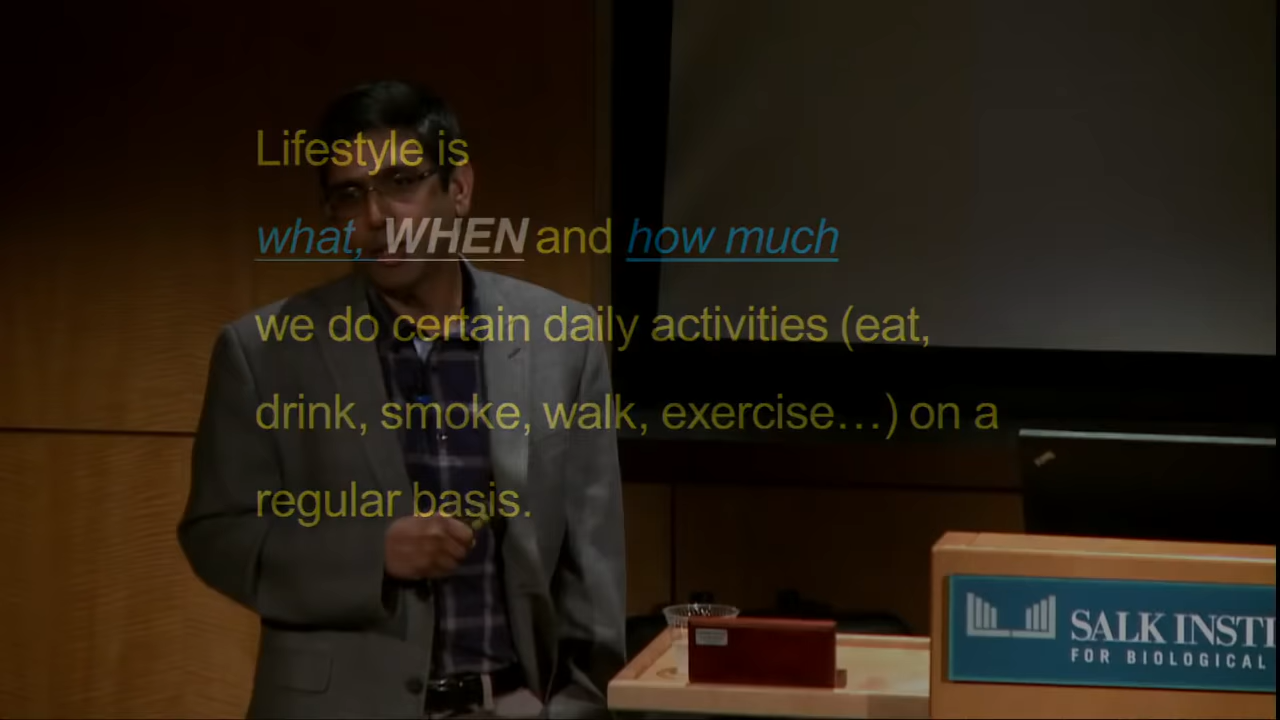 Lifestyle is
what, WHEN and how much
we do certain daily activities (eat,
drink, smoke, walk, exercise…) on a
regular basis.
SALK INSTI
FOR BIOLOGICAL